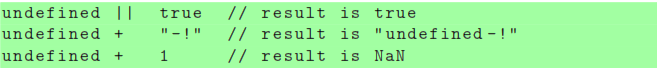 undefined || true // result is true
undefined + "-!" // result is "undefined-!"
undefined + 1 // result is NaN